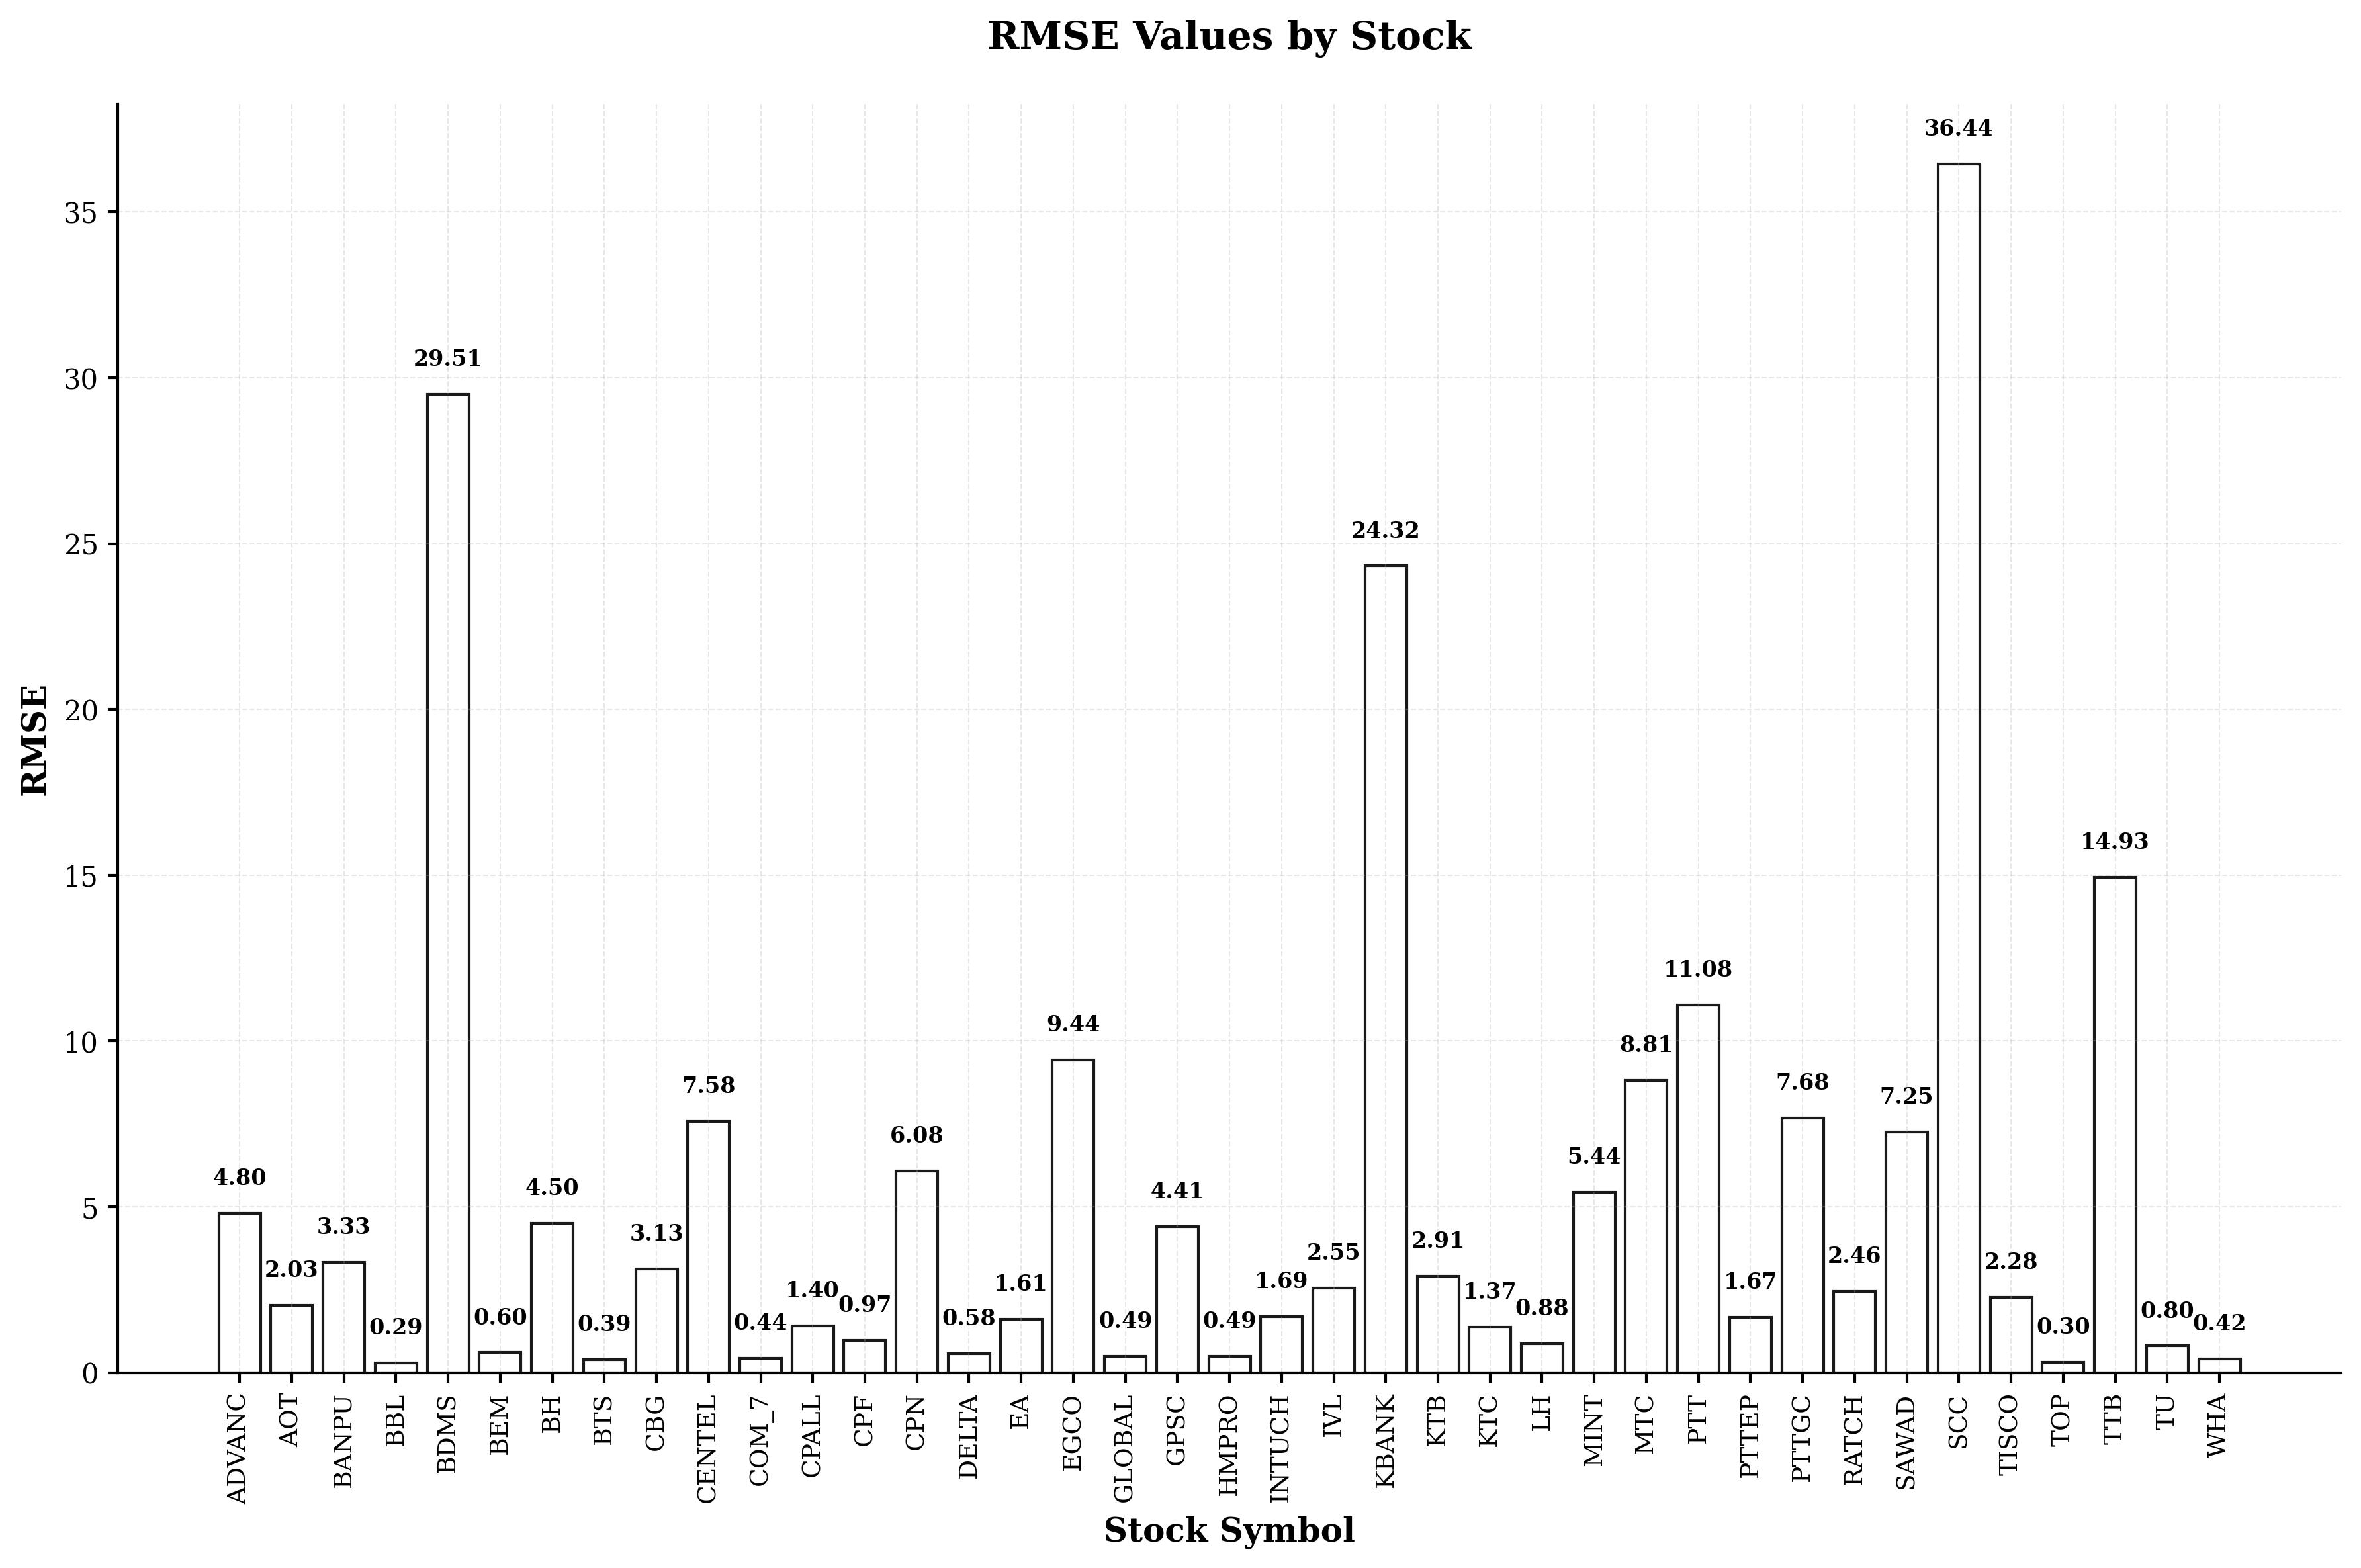 RMSE Values by Stock
RMSE
35
30
25
20
15
10
5
0
4.80
2.03
3.33
0.29
29.51
0.60
4.50
0.39
3.13
7.58
0.44
1.40
0.97
6.08
0.58
1.61
9.44
0.49
4.41
0.49
1.69
2.55
24.32
2.91
1.37
0.88
5.44
8.81
11.08
1.67
7.68
2.46
7.25
36.44
2.28
0.30
14.93
0.80
0.42
ADVANC
AOT
BANPU
BBL
BDMS
BEM
BH
BTS
CBG
CENTEL
COM_7
CPALL
CPF
CPN
DELTA
EA
EGCO
GLOBAL
GPSC
HMPRO
INTUCH
IVL
KBANK
KTB
KTC
LH
MINT
MTC
PTT
PTTEP
PTTGC
RATCH
SAWAD
SCC
TISCO
TOP
TTB
TU
WHA
Stock Symbol